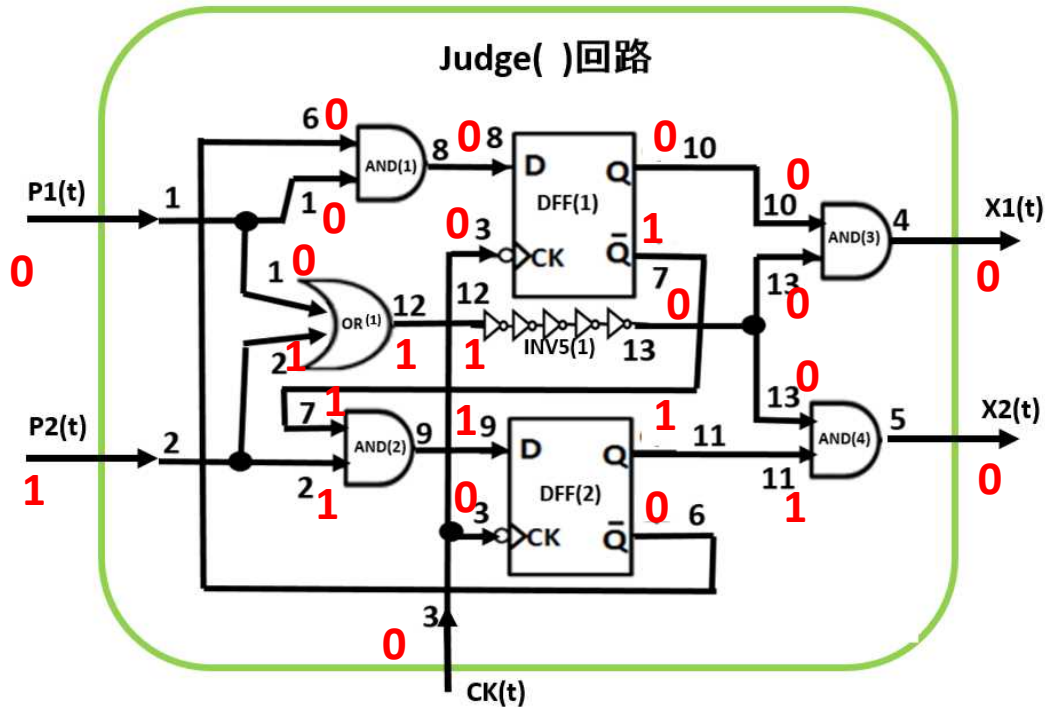 Judge( )回路
6 0
AND(1)
8 0 8
D
Q
0 10
DFF(1)
P1(t)
1
1 0
0
10
0
AND(3)
4
X1(t)
0
0 3
CK
Q̅
1
7
1 0
OR(1)
12
12
1
1
INV5(1)
0
13
13
0
2 1
7 1
AND(2)
9 1 9
D
Q
1
11
DFF(2)
13
0
AND(4)
5
X2(t)
0
11
1
P2(t)
2
1
2 1
0
3
CK
Q̅
0 6
3
0
CK(t)